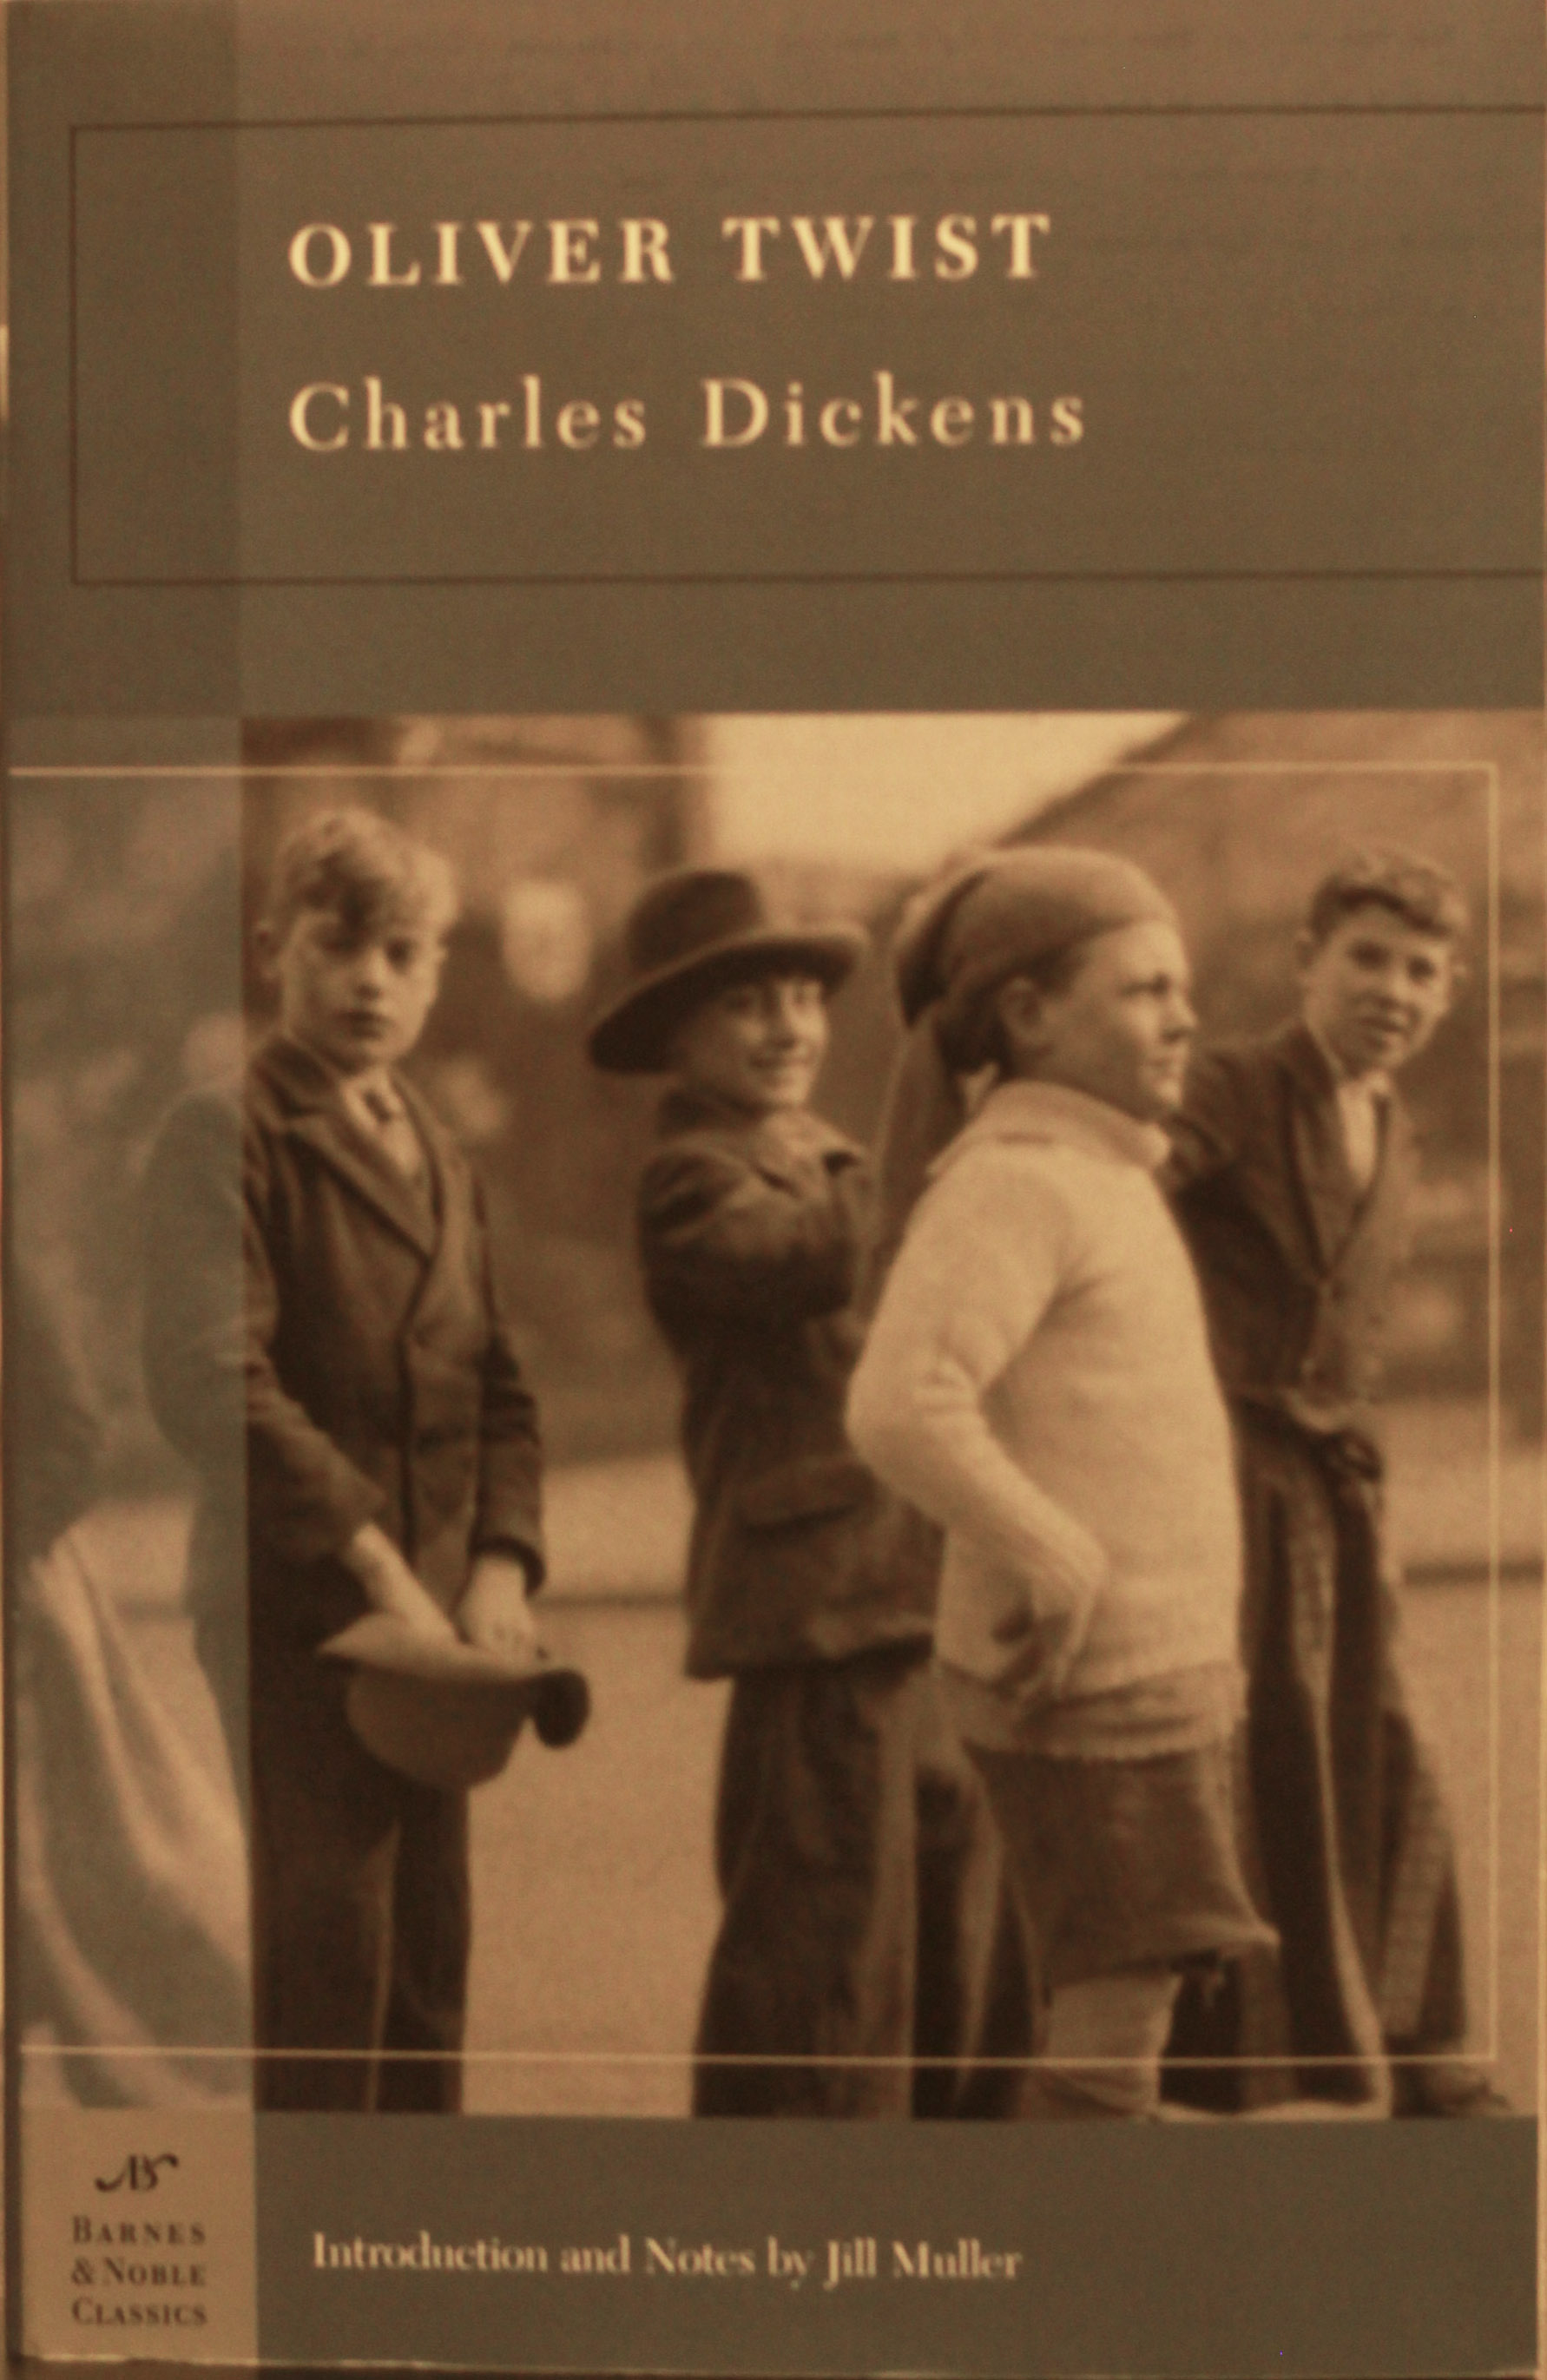 OLIVER TWIST
Charles Dickens
BARNES
& NOBLE
CLASSICS
Introduction and Notes by Jill Muller